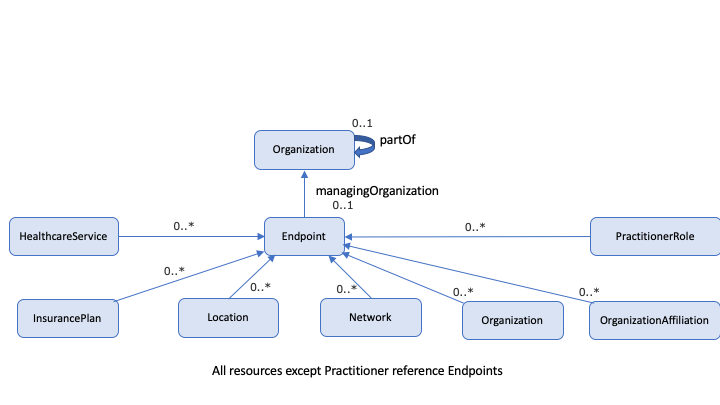 0..1
partOf
Organization
managingOrganization
0..1
HealthcareService
0..*
Endpoint
0..*
PractitionerRole
0..*
0..*
0..*
0..*
0..*
InsurancePlan
Location
Network
Organization
OrganizationAffiliation
All resources except Practitioner reference Endpoints